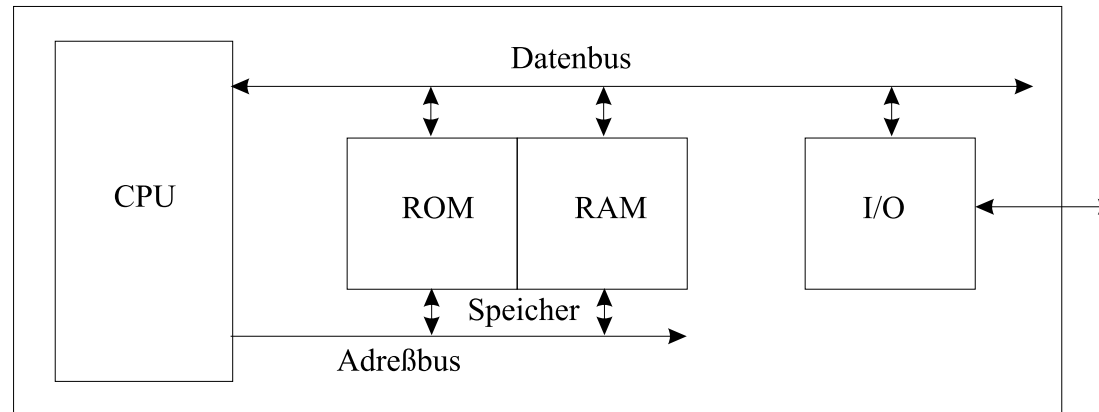 Datenbus
CPU
ROM
RAM
I/O
Speicher
Adreßbus